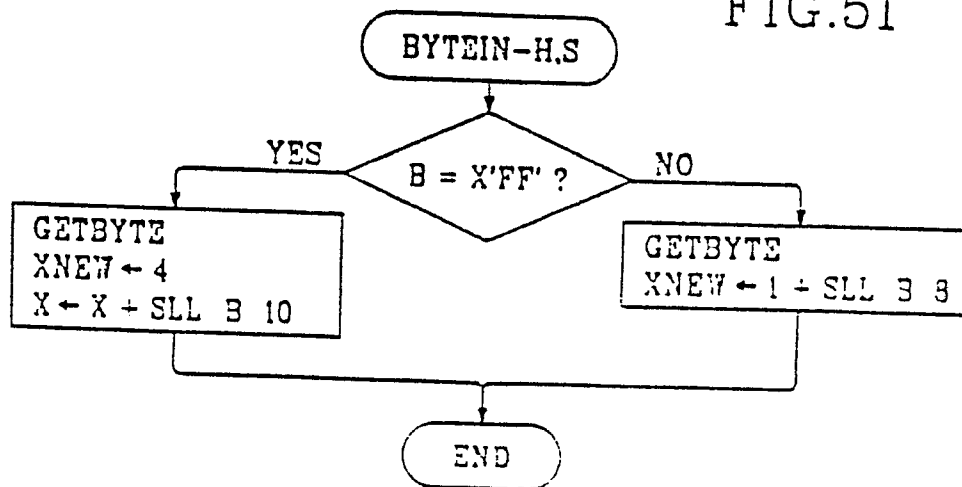 FIG.51
BYTEIN-H,S
B = X'FF' ?
YES
NO
GETBYTE
XNEW ← 4
X ← X + SLL B 10
GETBYTE
XNEW ← 1 + SLL B 8
END